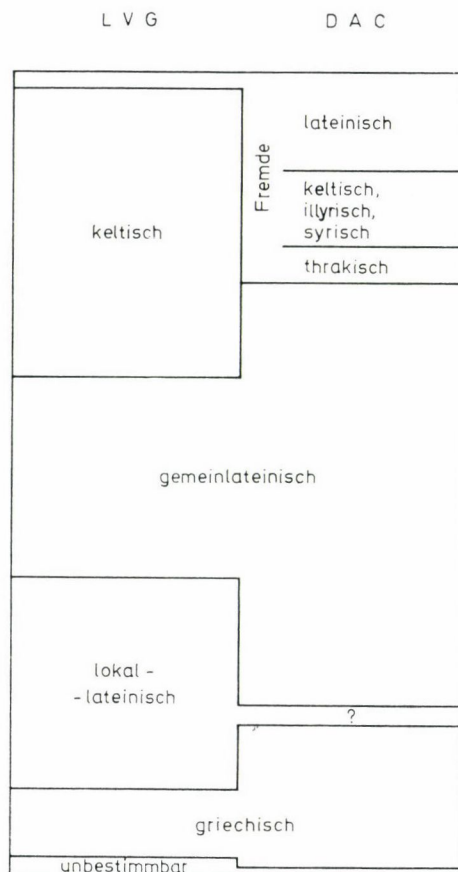 L V G D A C
lateinisch
Fremde
keltisch,
illyrisch,
syrisch
keltisch
thrakisch
gemeinlateinisch
lokal -
- lateinisch
?
griechisch
unbestimmbar